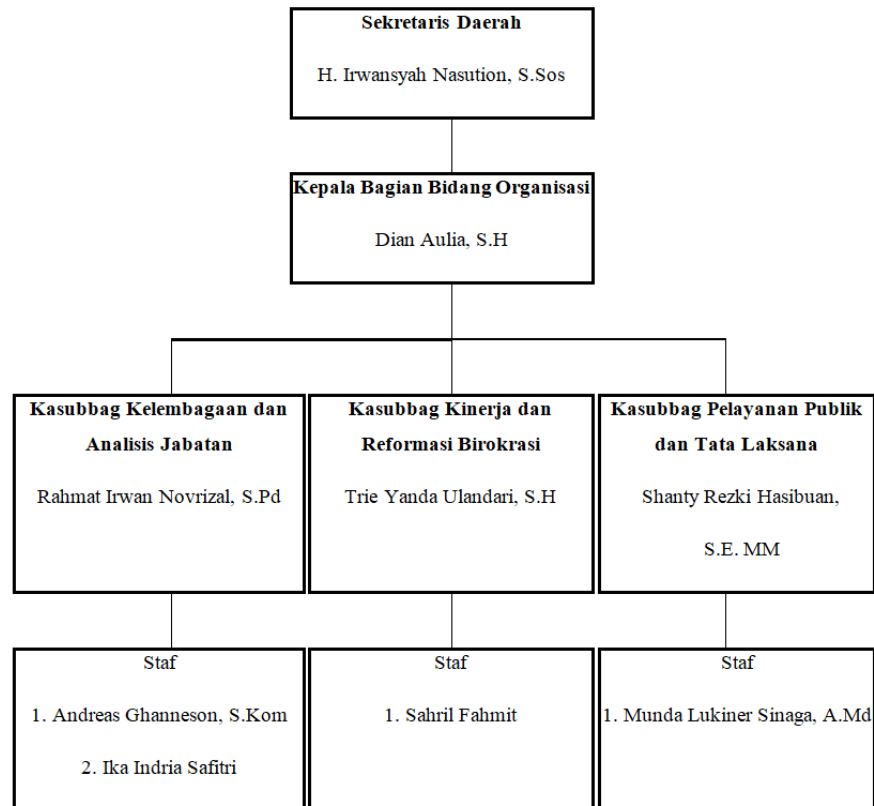 Sekretaris Daerah
H. Irwansyah Nasution, S.Sos
Kepala Bagian Bidang Organisasi
Dian Aulia, S.H
Kasubbag Kelembagaan dan
Analisis Jabatan
Rahmat Irwan Novrizal, S.Pd
Kasubbag Kinerja dan
Reformasi Birokrasi
Trie Yanda Ulandari, S.H
Kasubbag Pelayanan Publik
dan Tata Laksana
Shanty Rezki Hasibuan,
S.E. MM
Staf
1. Andreas Ghanneson, S.Kom
2. Ika Indria Safitri
Staf
1. Sahril Fahmit
Staf
1. Munda Lukiner Sinaga, A.Md